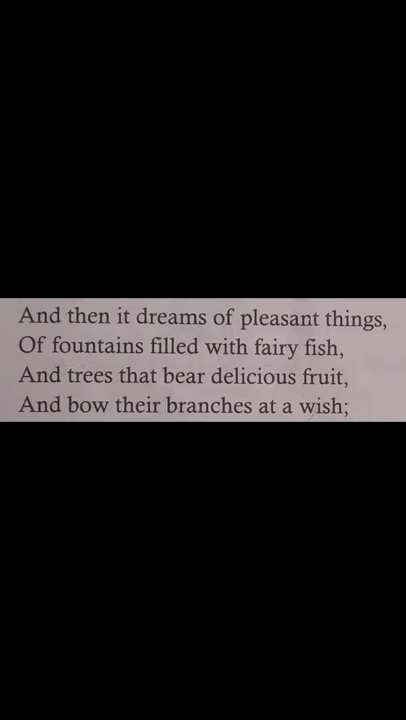 And then it dreams of pleasant things,
Of fountains filled with fairy fish,
And trees that bear delicious fruit,
And bow their branches at a wish;